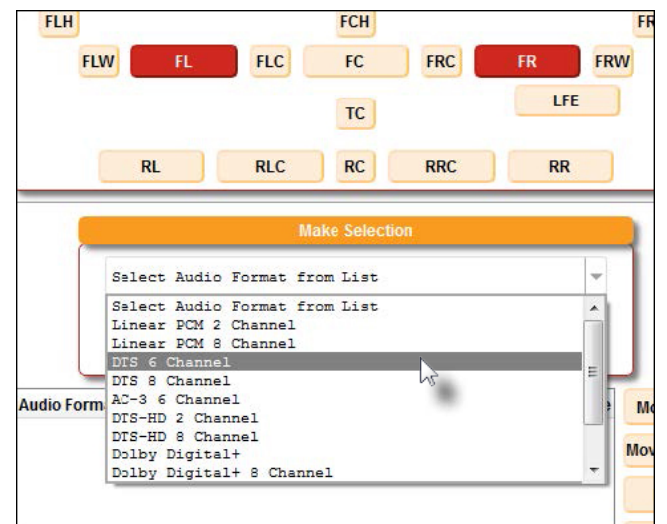 FLH FCH FR
FLW FL FLC FC FRC FR FRW
LFE
TC
RL RLC RC RRC RR
Make Selection
Select Audio Format from List
Select Audio Format from List
Linear PCM 2 Channel
Linear PCM 8 Channel
DTS 6 Channel
DTS 8 Channel
AC-3 6 Channel
Audio Form
DTS-HD 2 Channel
DTS-HD 8 Channel
Dolby Digital+
Mov
Dolby Digital+ 8 Channel